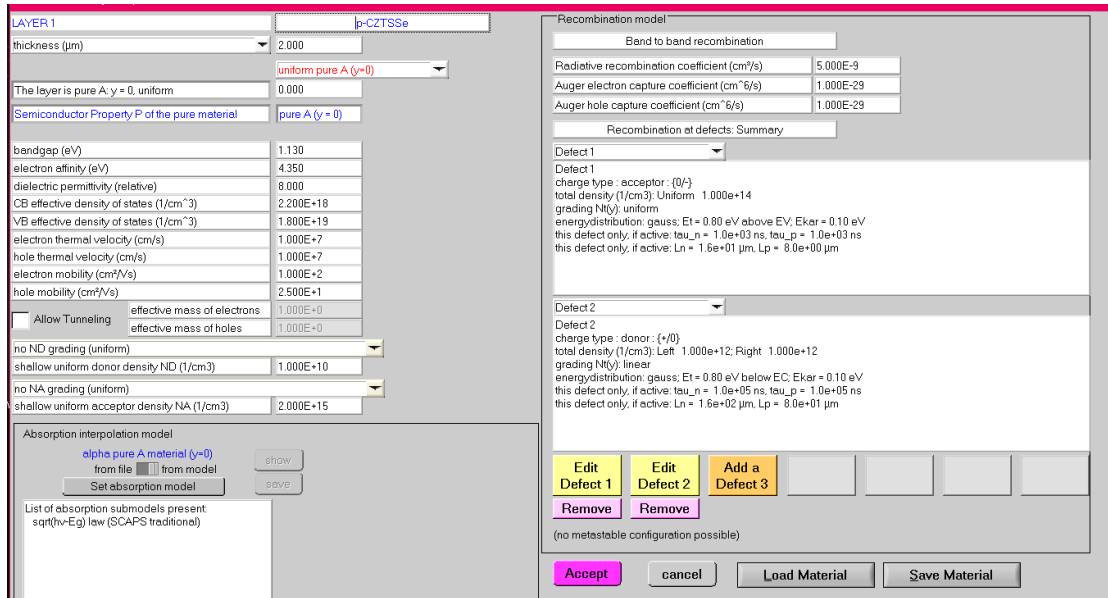 LAYER 1
p-CZTSSe
thickness (µm)
2.000
uniform pure A (y=0)
The layer is pure A: y = 0, uniform
0.000
Semiconductor Property P of the pure material
pure A (y = 0)
bandgap (eV)
1.130
electron affinity (eV)
4.350
dielectric permittivity (relative)
8.000
CB effective density of states (1/cm^3)
2.200E+18
VB effective density of states (1/cm^3)
1.800E+19
electron thermal velocity (cm/s)
1.000E+7
hole thermal velocity (cm/s)
1.000E+7
electron mobility (cm²/Vs)
1.000E+2
hole mobility (cm²/Vs)
2.500E+1
Allow Tunneling
effective mass of electrons
1.000E+0
effective mass of holes
1.000E+0
no ND grading (uniform)
shallow uniform donor density ND (1/cm3)
1.000E+10
no NA grading (uniform)
shallow uniform acceptor density NA (1/cm3)
2.000E+15
Absorption interpolation model
alpha pure A material (y=0)
from file
from model
show
Set absorption model
save
List of absorption submodels present:
sqrt(hv-Eg) law (SCAPS traditional)
Recombination model
Band to band recombination
Radiative recombination coefficient (cm³/s)
5.000E-9
Auger electron capture coefficient (cm^6/s)
1.000E-29
Auger hole capture coefficient (cm^6/s)
1.000E-29
Recombination at defects: Summary
Defect 1
Defect 1
charge type : acceptor : {0/-}
total density (1/cm3): Uniform 1.000e+14
grading Nt(y): uniform
energydistribution: gauss; Et = 0.80 eV above EV; Ekar = 0.10 eV
this defect only, if active: tau_n = 1.0e+03 ns, tau_p = 1.0e+03 ns
this defect only, if active: Ln = 1.6e+01 µm, Lp = 8.0e+00 µm
Defect 2
Defect 2
charge type : donor : {+/0}
total density (1/cm3): Left 1.000e+12; Right 1.000e+12
grading Nt(y): linear
energydistribution: gauss; Et = 0.80 eV below EC; Ekar = 0.10 eV
this defect only, if active: tau_n = 1.0e+05 ns, tau_p = 1.0e+05 ns
this defect only, if active: Ln = 1.6e+02 µm, Lp = 8.0e+01 µm
Edit
Defect 1
Edit
Defect 2
Add a
Defect 3
Remove
Remove
(no metastable configuration possible)
Accept
cancel
Load Material
Save Material